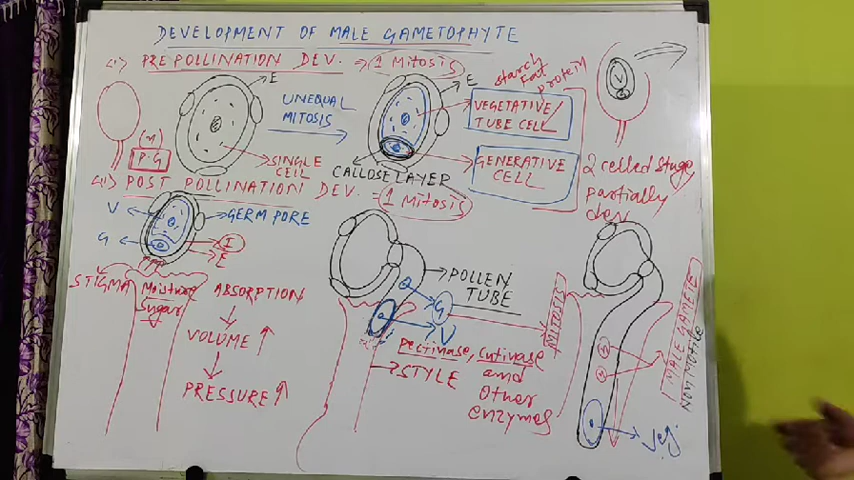 DEVELOPMENT OF MALE GAMETOPHYTE
(i) PRE POLLINATION DEV. = 1 Mitosis
E
UNEQUAL
MITOSIS
SINGLE
CELL
(n)
P.G
E
starch
fat
protein
VEGETATIVE/
TUBE CELL
GENERATIVE
CELL
CALLOSE LAYER
V
G
2 celled stage
partially
dev
(ii) POST POLLINATION DEV. = 1 Mitosis
V
G
GERM PORE
I
E
STIGMA
Moisture
Sugar
ABSORPTION
VOLUME ↑
PRESSURE ↑
POLLEN
TUBE
G
V
Pectinase, Cutinase
and
other
enzymes
STYLE
MITOSIS
MALE GAMETE
NON MOTILE
veg